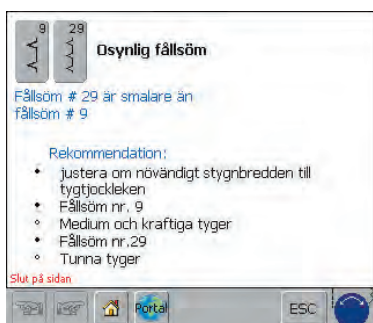 9 29
Osynlig fållsöm
Fållsöm # 29 är smalare än
fållsöm # 9
Rekommendation:
justera om növändigt stygnbredden till
tygtjockleken
Fållsöm nr. 9
Medium och kraftiga tyger
Fållsöm nr.29
Tunna tyger
Slut på sidan
Portal ESC